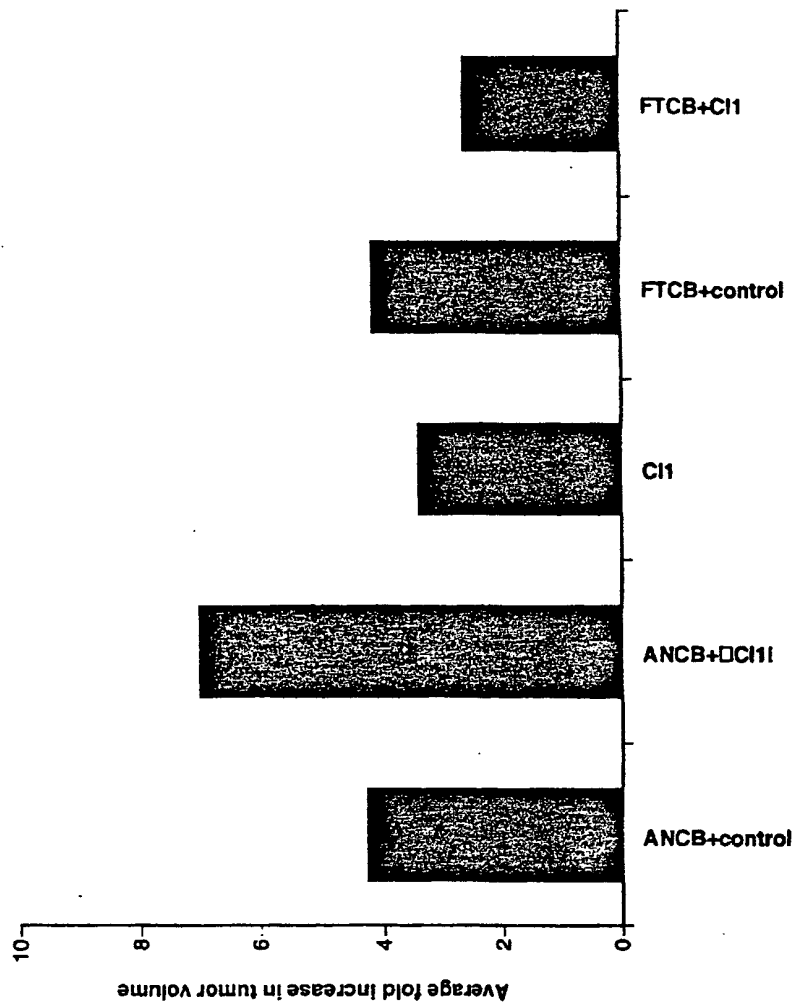 Average fold increase in tumor volume
10
8
6
4
2
0
ANCB+control
ANCB+□Cl1I
Cl1
FTCB+control
FTCB+Cl1